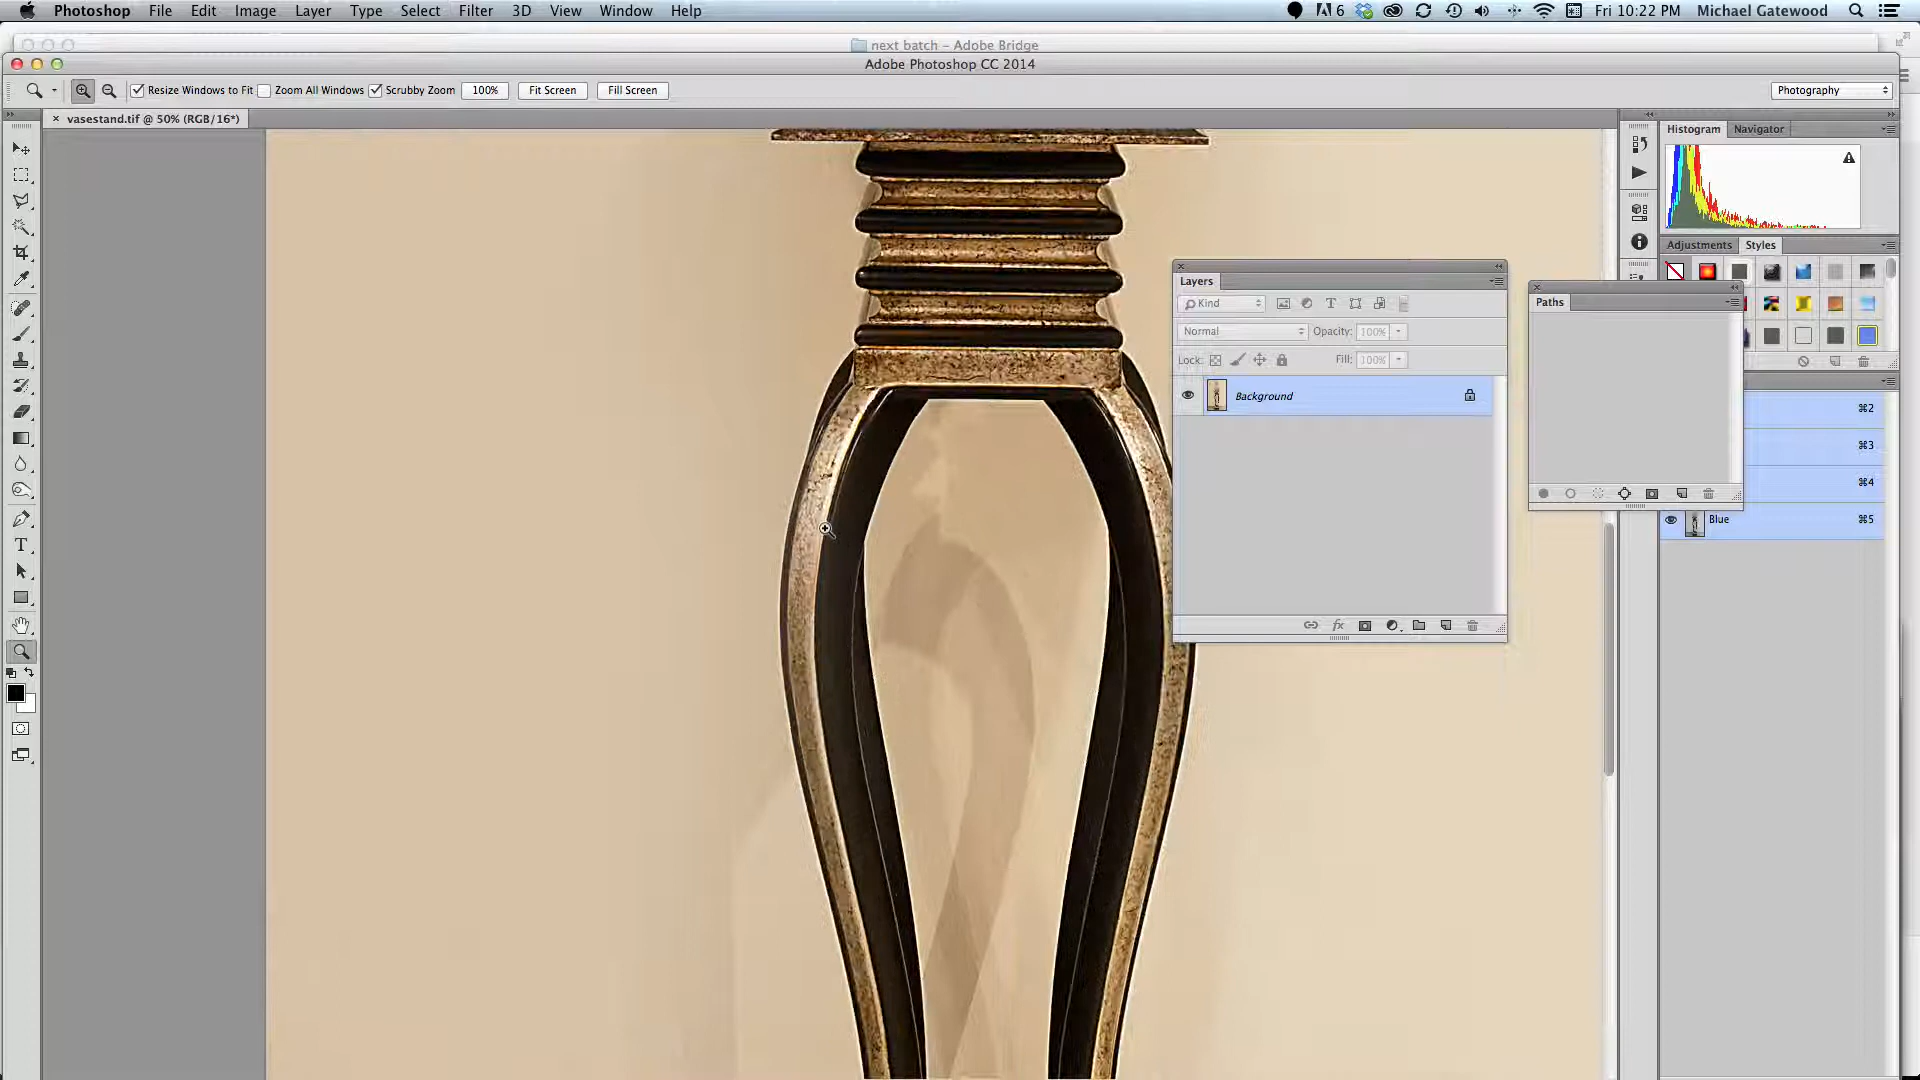 Photoshop File Edit Image Layer Type Select Filter 3D View Window Help 6 Fri 10:22 PM Michael Gatewood
next batch – Adobe Bridge
Adobe Photoshop CC 2014
Resize Windows to Fit Zoom All Windows Scrubby Zoom 100% Fit Screen Fill Screen Photography
× vasestand.tif @ 50% (RGB/16*)
Histogram Navigator
Adjustments Styles
Layers
Paths
Kind
Normal Opacity: 100%
Lock: Fill: 100%
Background
⌘2
⌘3
⌘4
Blue ⌘5